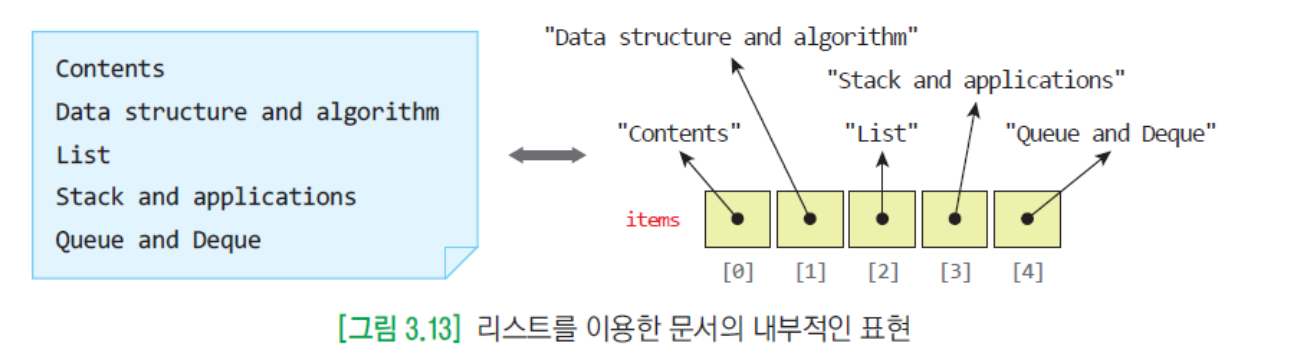 Contents
Data structure and algorithm
List
Stack and applications
Queue and Deque
"Data structure and algorithm"
"Stack and applications"
"Contents" "List" "Queue and Deque"
items
[0] [1] [2] [3] [4]
[그림 3.13] 리스트를 이용한 문서의 내부적인 표현